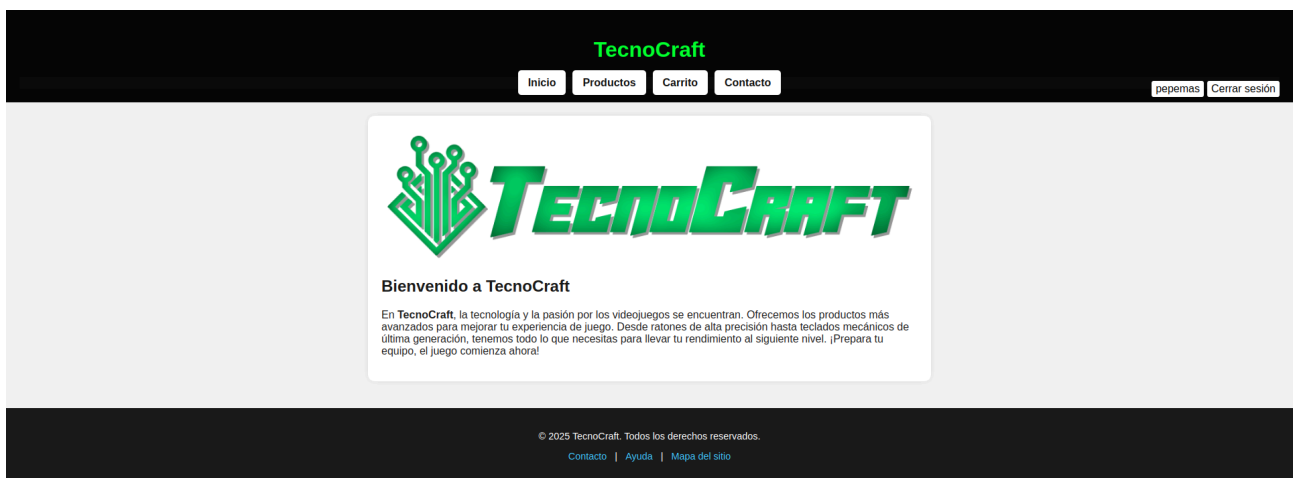 TecnoCraft
Inicio Productos Carrito Contacto
pepemas Cerrar sesión
TECNOCRAFT
Bienvenido a TecnoCraft
En TecnoCraft, la tecnología y la pasión por los videojuegos se encuentran. Ofrecemos los productos más
avanzados para mejorar tu experiencia de juego. Desde ratones de alta precisión hasta teclados mecánicos de
última generación, tenemos todo lo que necesitas para llevar tu rendimiento al siguiente nivel. ¡Prepara tu
equipo, el juego comienza ahora!
© 2025 TecnoCraft. Todos los derechos reservados.
Contacto | Ayuda | Mapa del sitio